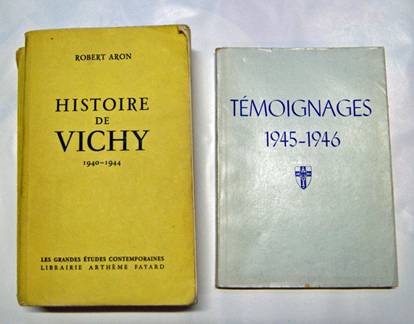 ROBERT ARON
HISTOIRE
DE
VICHY
1940-1944
LES GRANDES ÉTUDES CONTEMPORAINES
LIBRAIRIE ARTHÈME FAYARD
TÉMOIGNAGES
1945-1946